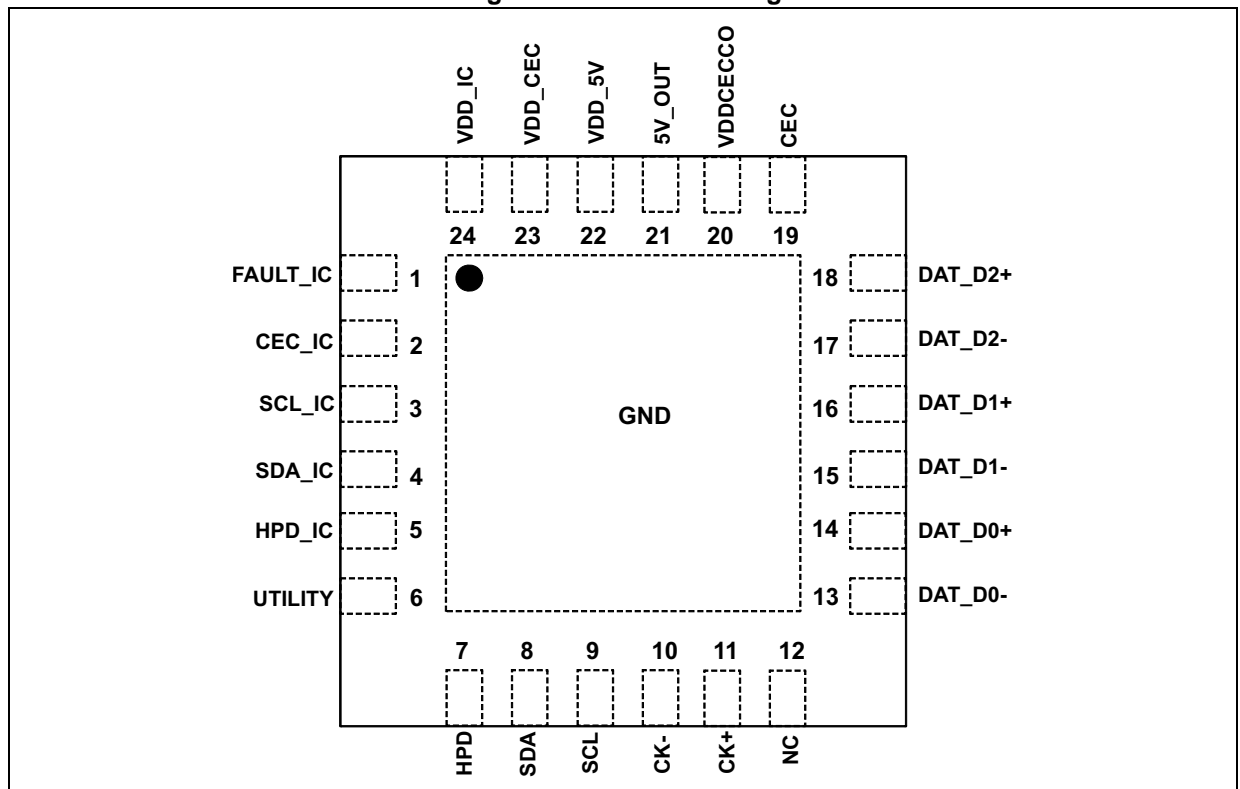 VDD_IC
VDD_CEC
VDD_5V
5V_OUT
VDDCECCO
CEC
24 23 22 21 20 19
FAULT_IC 1
CEC_IC 2
SCL_IC 3
SDA_IC 4
HPD_IC 5
UTILITY 6
GND
18 DAT_D2+
17 DAT_D2-
16 DAT_D1+
15 DAT_D1-
14 DAT_D0+
13 DAT_D0-
7 8 9 10 11 12
HPD
SDA
SCL
CK-
CK+
NC